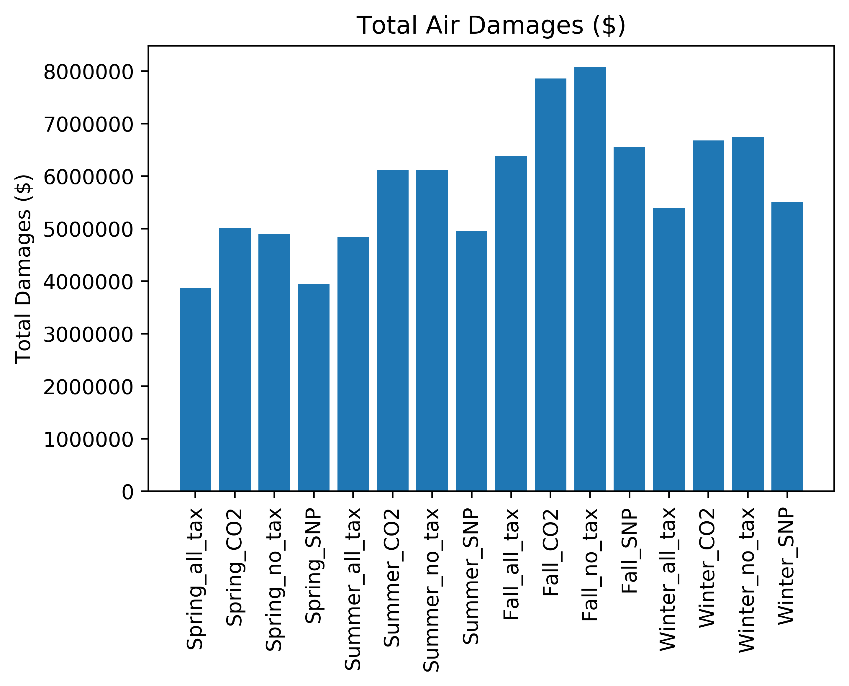 Total Air Damages ($)
Total Damages ($)
8000000
7000000
6000000
5000000
4000000
3000000
2000000
1000000
0
Spring_all_tax
Spring_CO2
Spring_no_tax
Spring_SNP
Summer_all_tax
Summer_CO2
Summer_no_tax
Summer_SNP
Fall_all_tax
Fall_CO2
Fall_no_tax
Fall_SNP
Winter_all_tax
Winter_CO2
Winter_no_tax
Winter_SNP